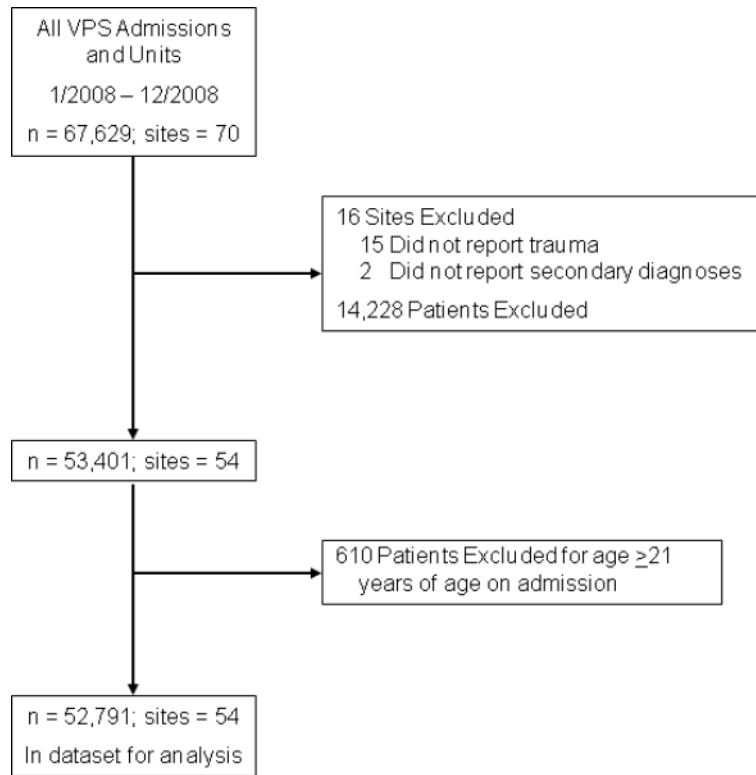 All VPS Admissions
and Units
1/2008 – 12/2008
n = 67,629; sites = 70
16 Sites Excluded
15 Did not report trauma
2 Did not report secondary diagnoses
14,228 Patients Excluded
n = 53,401; sites = 54
610 Patients Excluded for age ≥21
years of age on admission
n = 52,791; sites = 54
In dataset for analysis